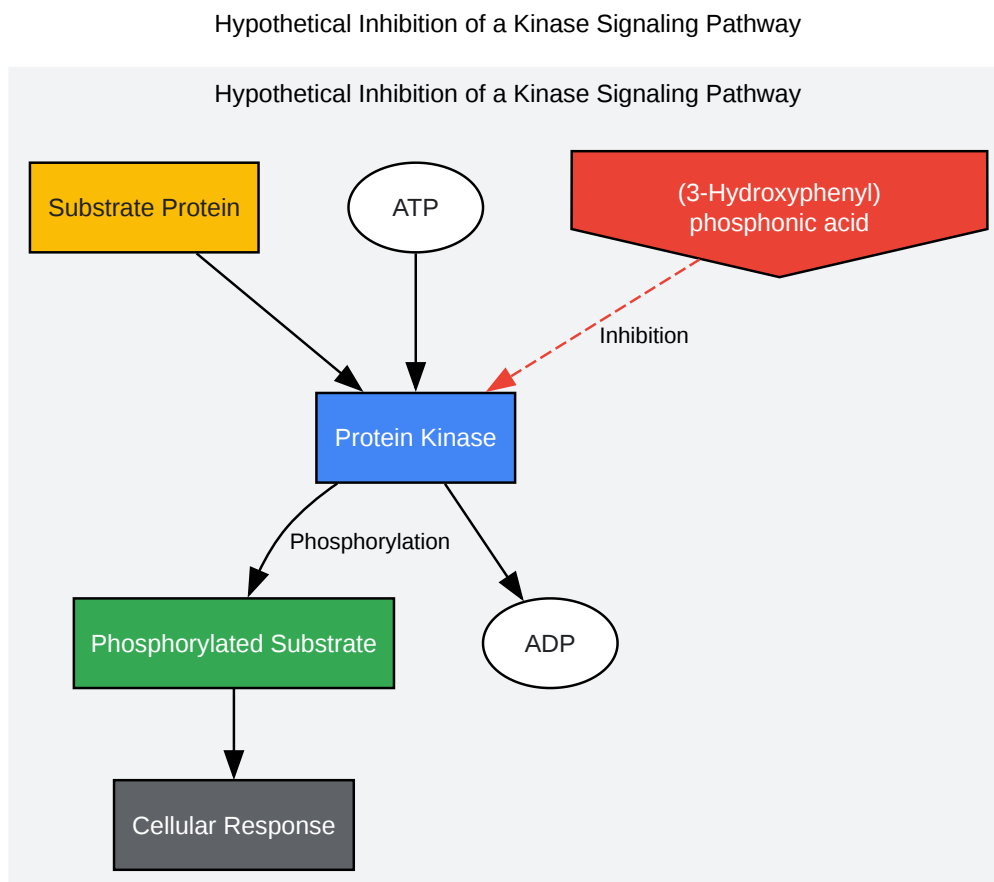 Hypothetical Inhibition of a Kinase Signaling Pathway
Hypothetical Inhibition of a Kinase Signaling Pathway
Substrate Protein
ATP
(3-Hydroxyphenyl)
phosphonic acid
Inhibition
Protein Kinase
Phosphorylation
Phosphorylated Substrate
ADP
Cellular Response